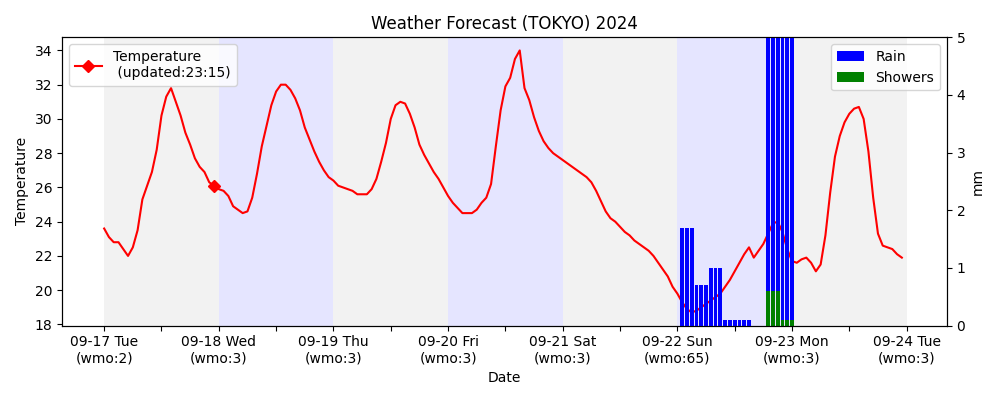 Weather Forecast (TOKYO) 2024
Temperature
(updated:23:15)
Rain
Showers
Temperature
34
32
30
28
26
24
22
20
18
5
4
3
2
1
0
mm
09-17 Tue
(wmo:2)
09-18 Wed
(wmo:3)
09-19 Thu
(wmo:3)
09-20 Fri
(wmo:3)
09-21 Sat
(wmo:3)
09-22 Sun
(wmo:65)
09-23 Mon
(wmo:3)
09-24 Tue
(wmo:3)
Date